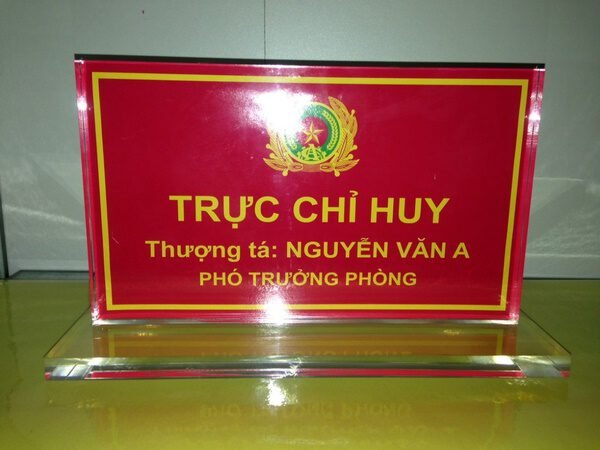 TRỰC CHỈ HUY
Thượng tá: NGUYỄN VĂN A
PHÓ TRƯỞNG PHÒNG